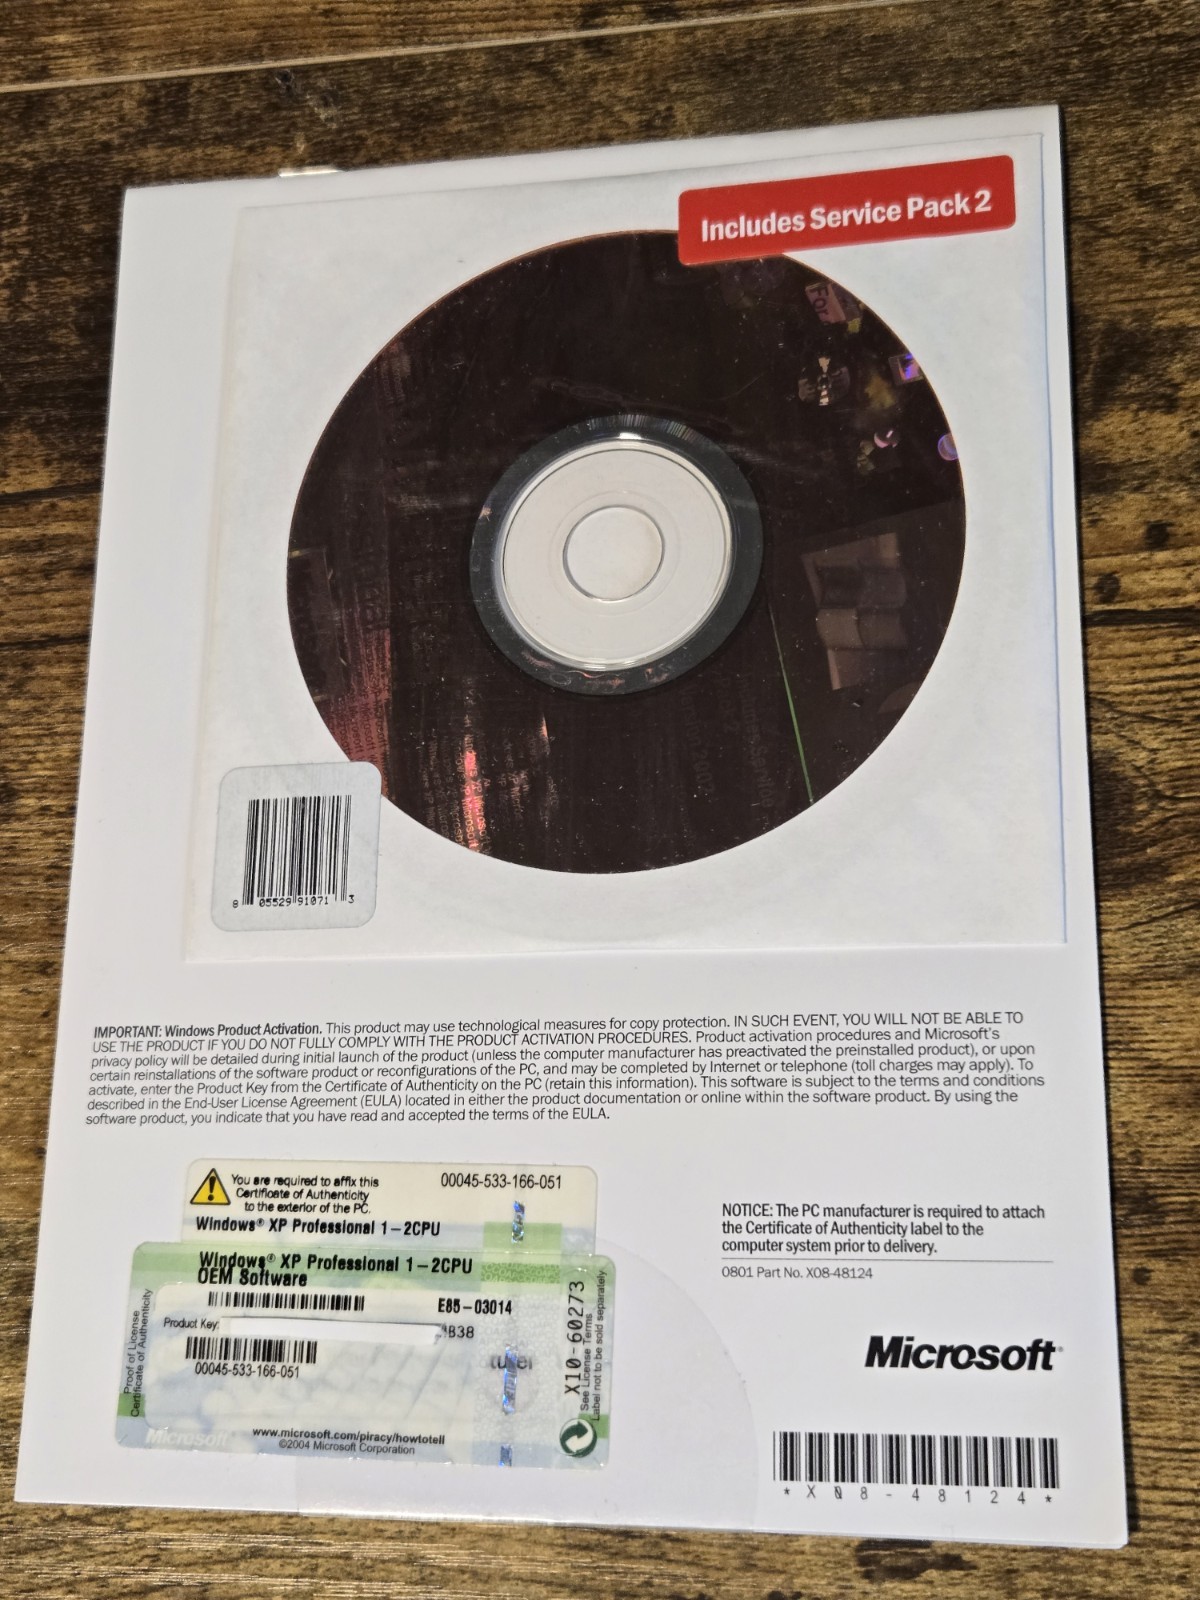 Includes Service Pack 2
8 05529 91071 3
IMPORTANT: Windows Product Activation. This product may use technological measures for copy protection. IN SUCH EVENT, YOU WILL NOT BE ABLE TO
USE THE PRODUCT IF YOU DO NOT FULLY COMPLY WITH THE PRODUCT ACTIVATION PROCEDURES. Product activation procedures and Microsoft's
privacy policy will be detailed during initial launch of the product (unless the computer manufacturer has preactivated the preinstalled product), or upon
certain reinstallations of the software product or reconfigurations of the PC, and may be completed by Internet or telephone (toll charges may apply). To
activate, enter the Product Key from the Certificate of Authenticity on the PC (retain this information). This software is subject to the terms and conditions
described in the End-User License Agreement (EULA) located in either the product documentation or online within the software product. By using the
software product, you indicate that you have read and accepted the terms of the EULA.
You are required to affix this
Certificate of Authenticity
to the exterior of the PC.
00045-533-166-051
Windows® XP Professional 1-2CPU
Windows® XP Professional 1-2CPU
OEM Software
E85-03014
Product Key:
B38
00045-533-166-051
Proof of License
Certificate of Authenticity
X10-60273
See License Terms
Label not to be sold separately
Microsoft
www.microsoft.com/piracy/howtotell
©2004 Microsoft Corporation
NOTICE: The PC manufacturer is required to attach
the Certificate of Authenticity label to the
computer system prior to delivery.
0801 Part No. X08-48124
Microsoft
*X08-48124*